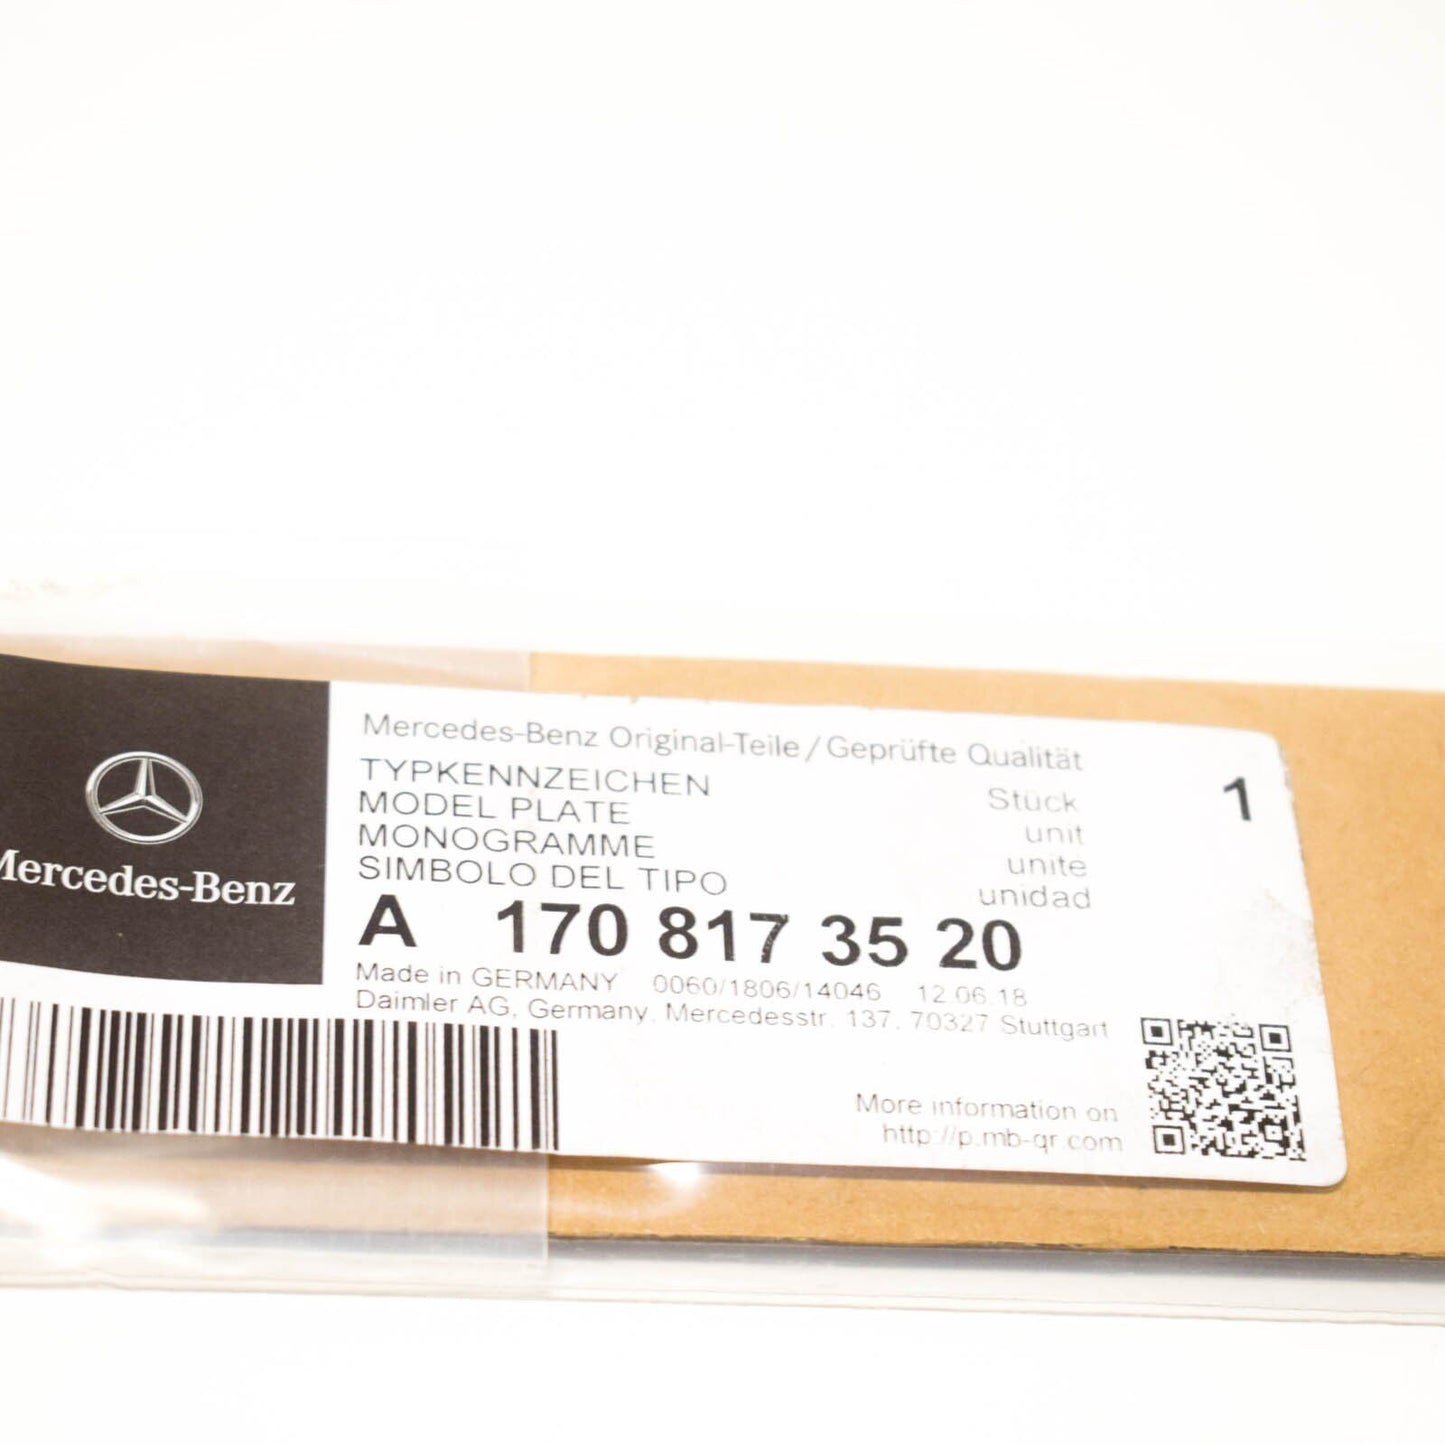 Mercedes-Benz
Mercedes-Benz Original-Teile / Geprüfte Qualität
TYPKENNZEICHEN
MODEL PLATE
MONOGRAMME
SIMBOLO DEL TIPO
Stück
unit
unité
unidad
1
A 170 817 35 20
Made in GERMANY 0060/1806/14046 12.06.18
Daimler AG, Germany, Mercedesstr. 137, 70327 Stuttgart
More information on
http://p.mb-qr.com